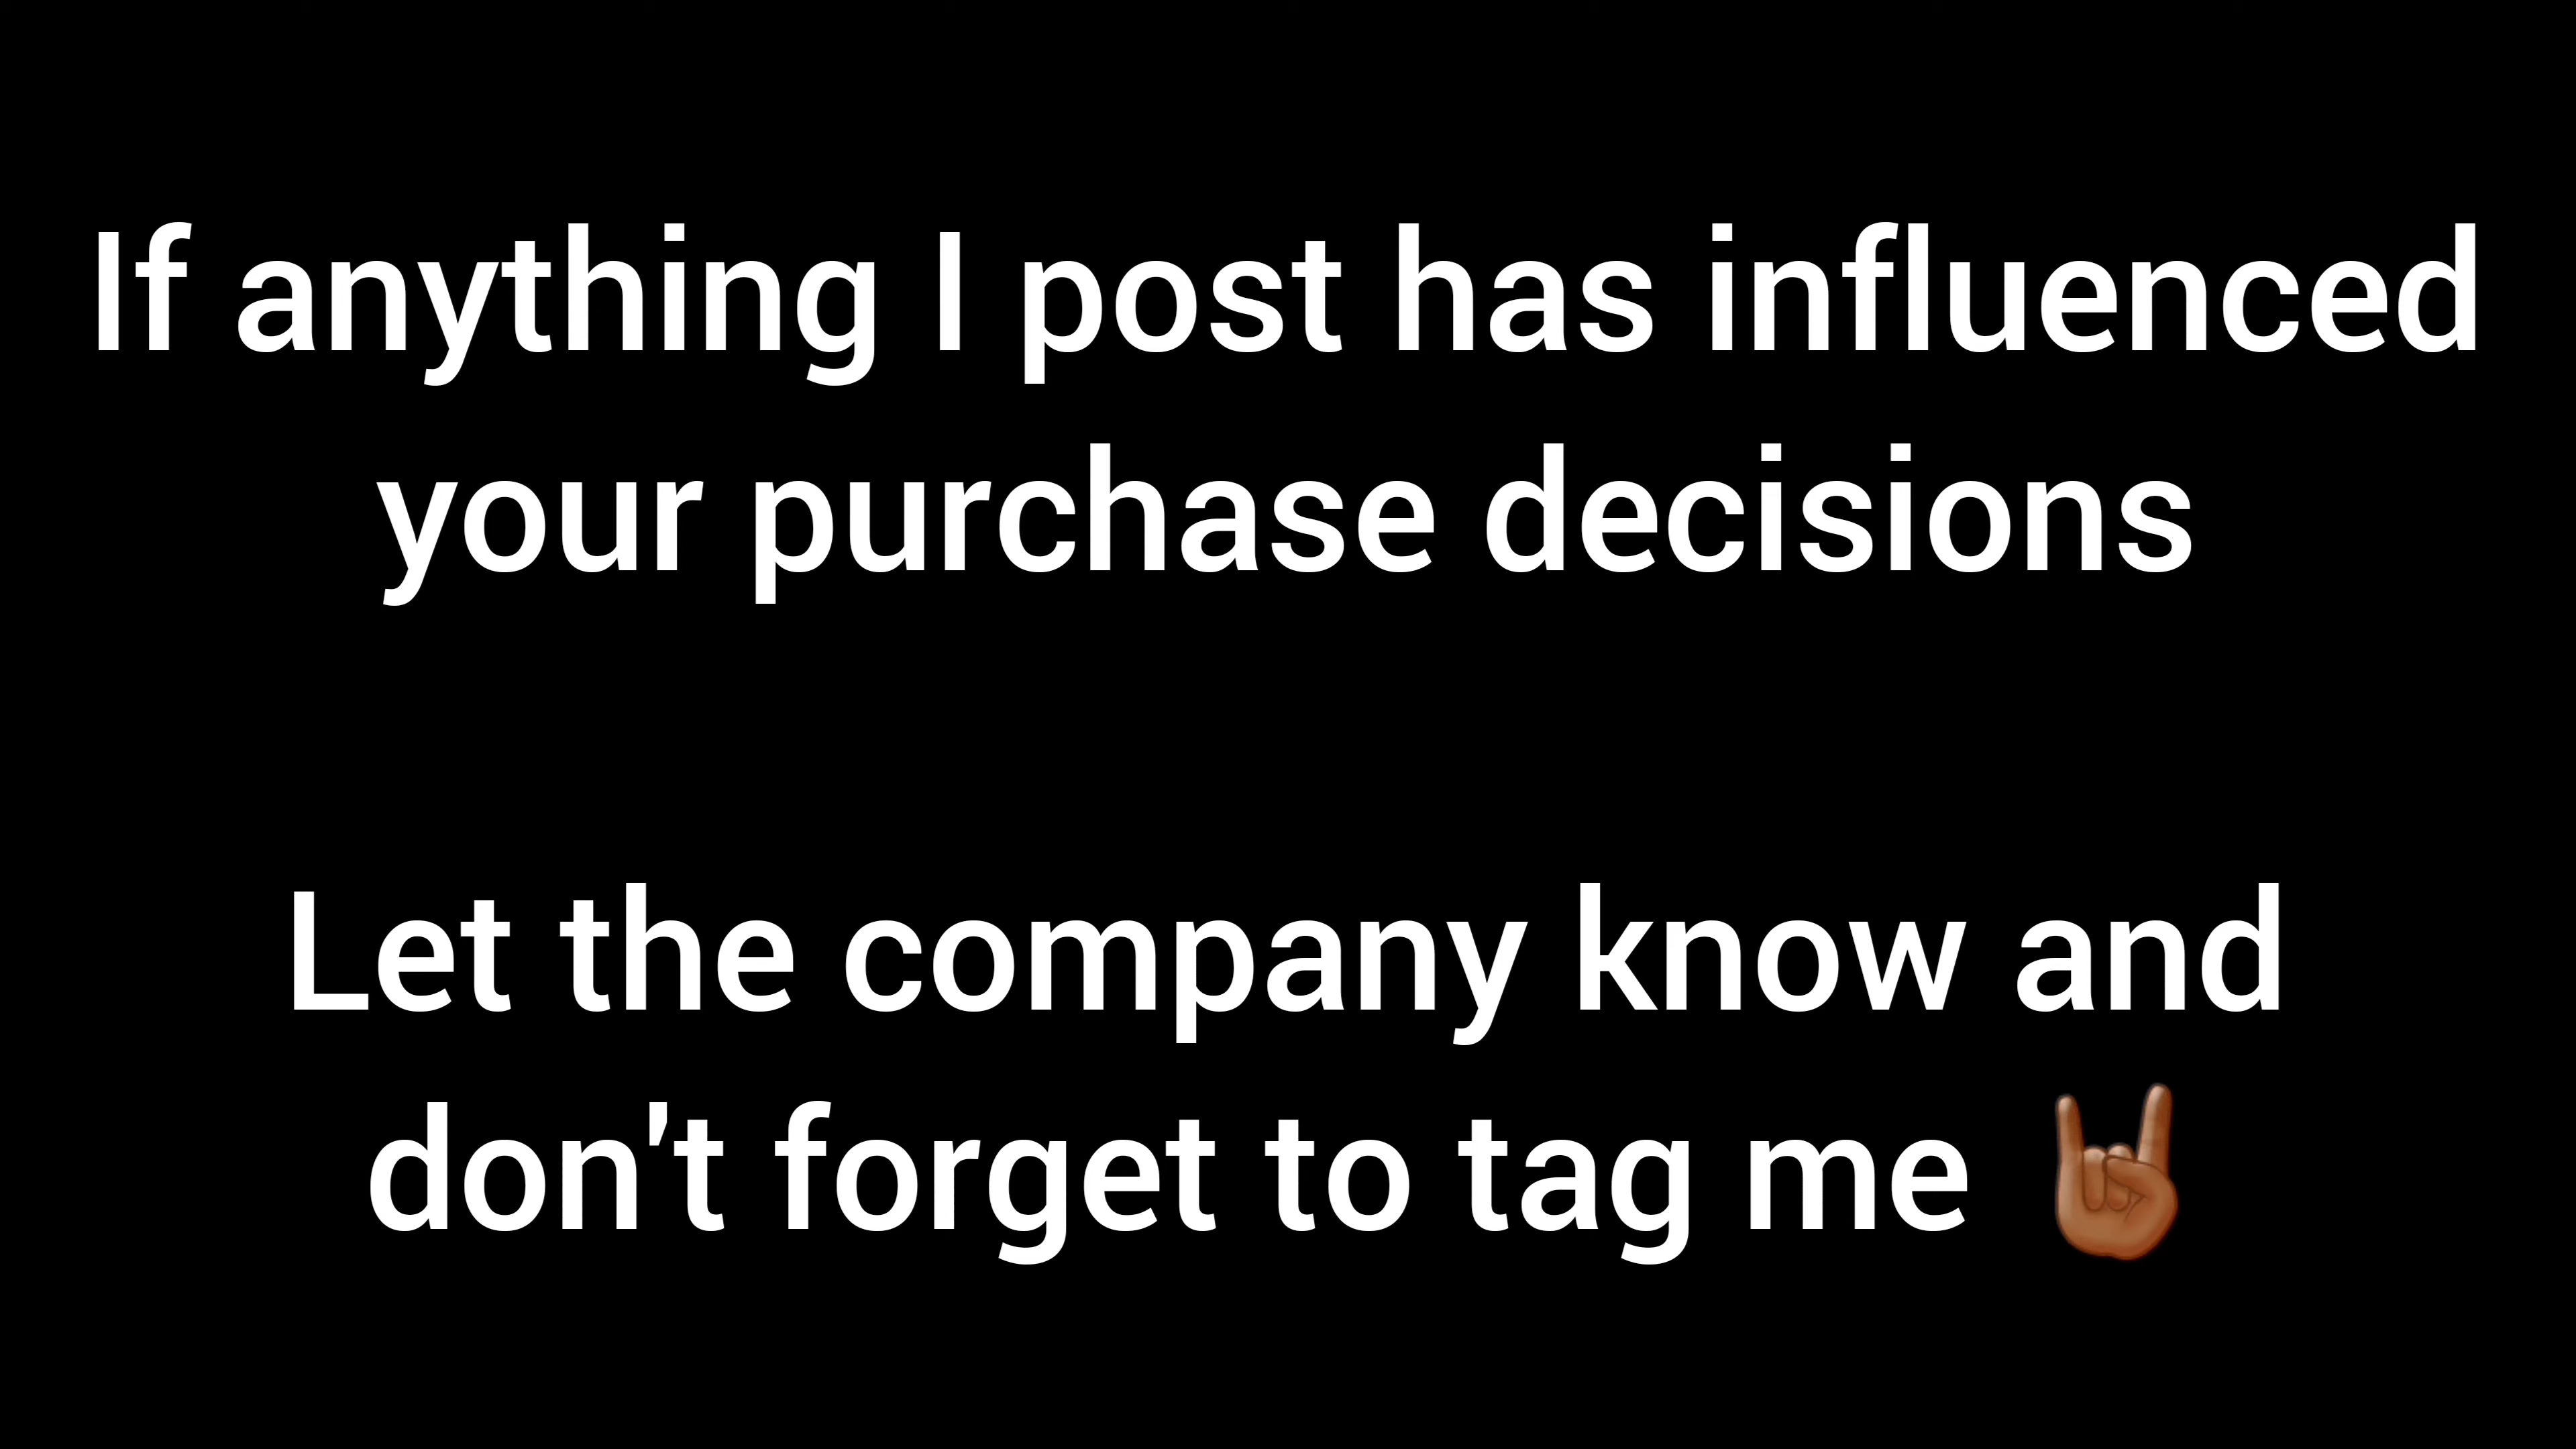 If anything I post has influenced
your purchase decisions
Let the company know and
don't forget to tag me 🤘🏾